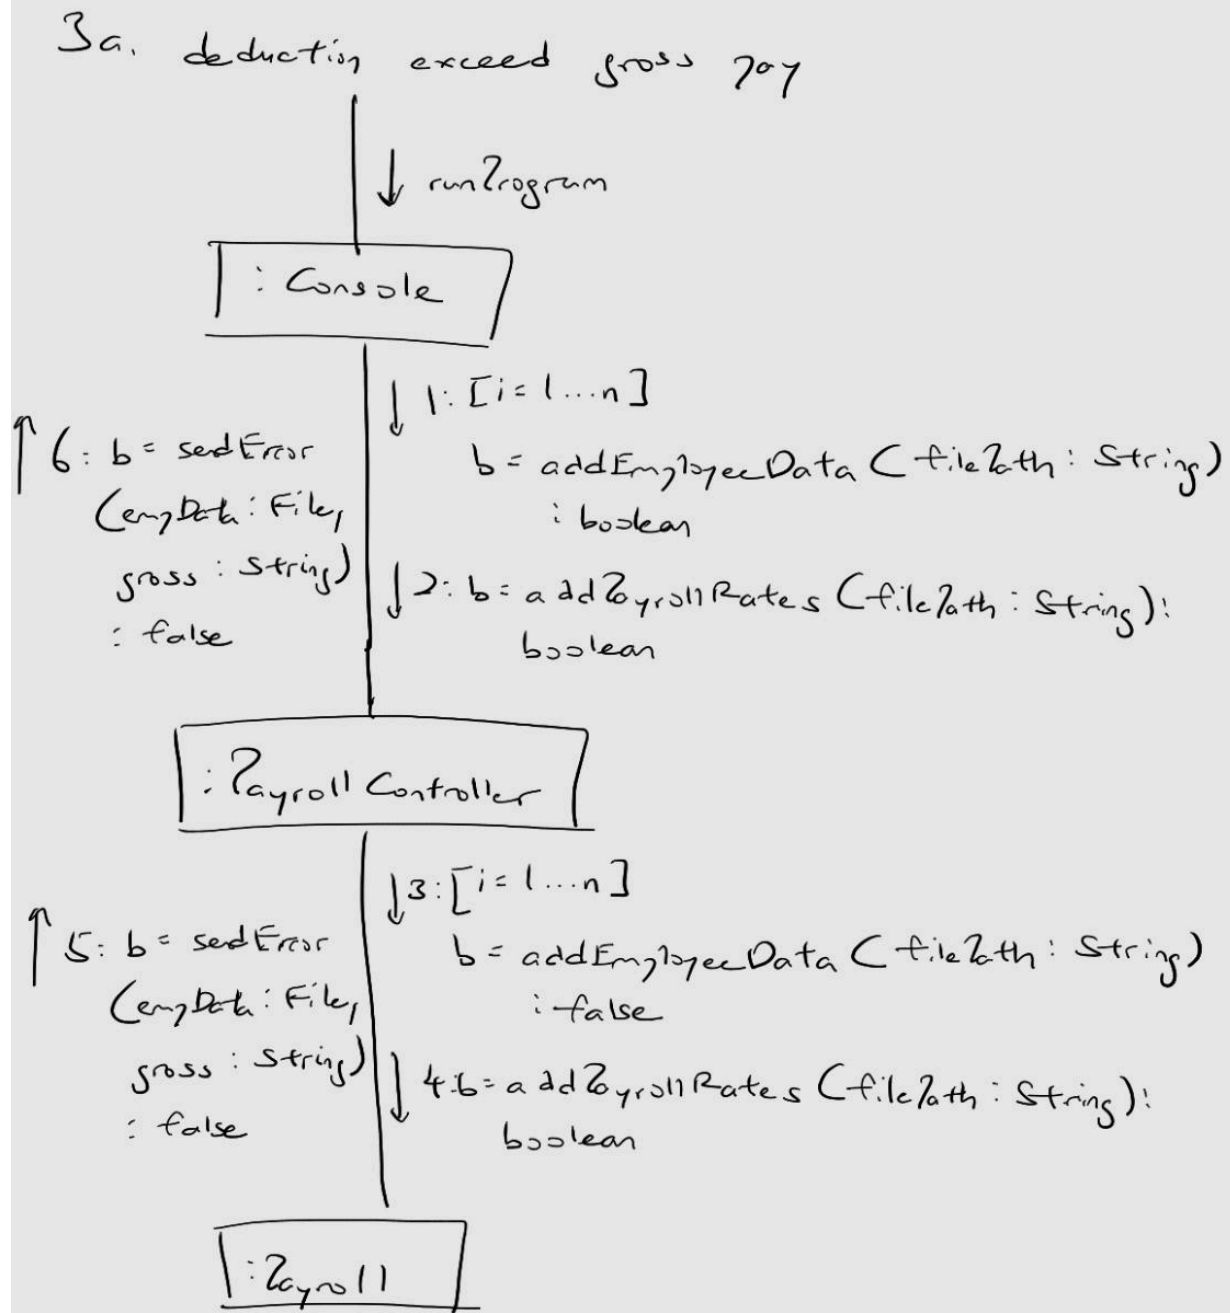 3a. deduction exceed gross pay
runProgram
: Console
1: [i = 1...n]
b = addEmployeeData (filePath : String)
: boolean
6: b = sendError
(empData : File,
gross : String)
: false
2: b = addPayrollRates (filePath : String):
boolean
: Payroll Controller
3: [i = 1...n]
b = addEmployeeData (filePath : String)
: false
5: b = sendError
(empData : File,
gross : String)
: false
4: b = addPayrollRates (filePath : String):
boolean
: Payroll